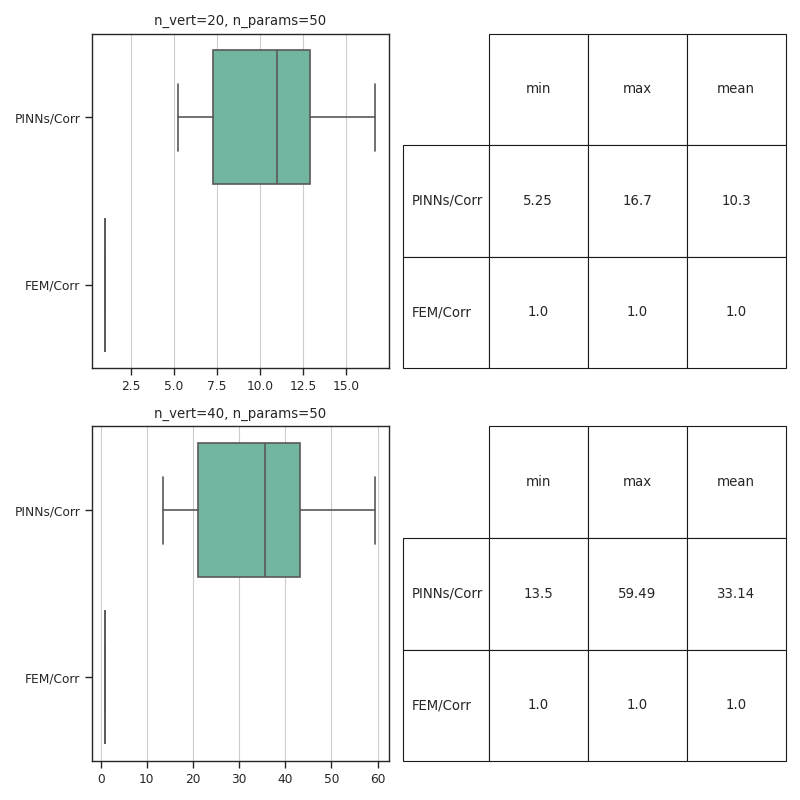 n_vert=20, n_params=50
PINNs/Corr
FEM/Corr
2.5 5.0 7.5 10.0 12.5 15.0
min max mean
PINNs/Corr 5.25 16.7 10.3
FEM/Corr 1.0 1.0 1.0
n_vert=40, n_params=50
PINNs/Corr
FEM/Corr
0 10 20 30 40 50 60
min max mean
PINNs/Corr 13.5 59.49 33.14
FEM/Corr 1.0 1.0 1.0